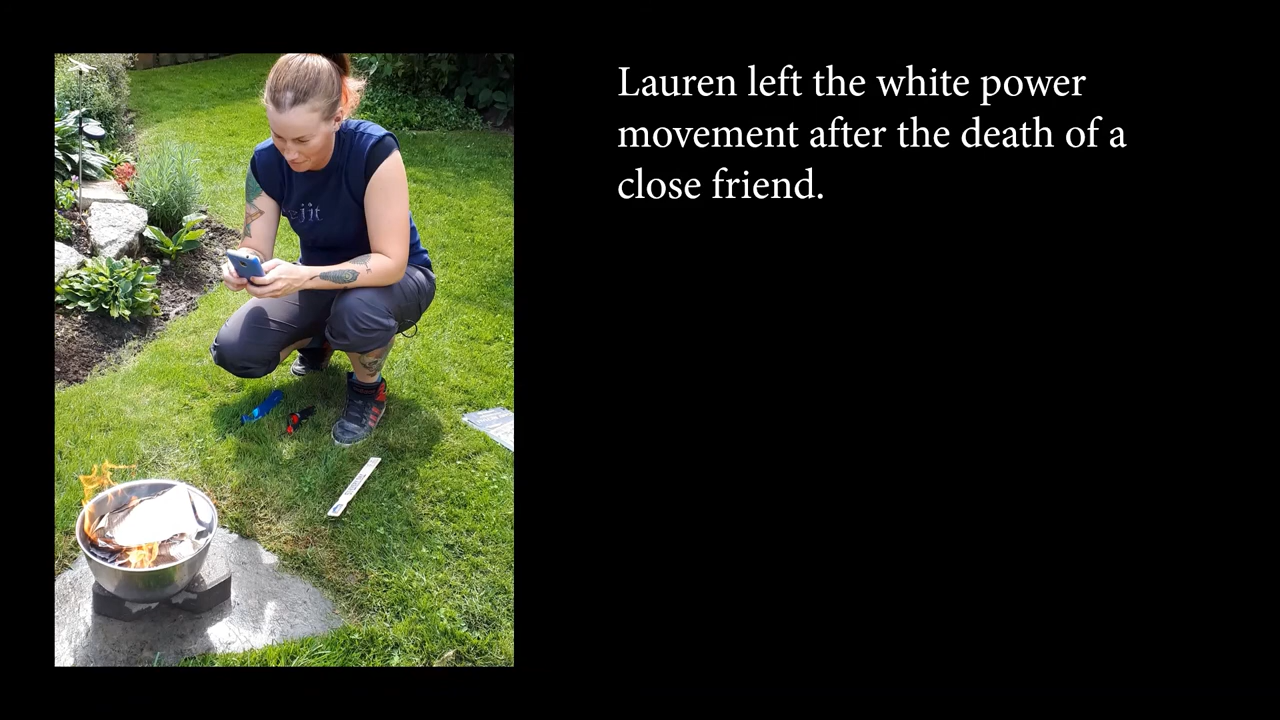 Lauren left the white power
movement after the death of a
close friend.